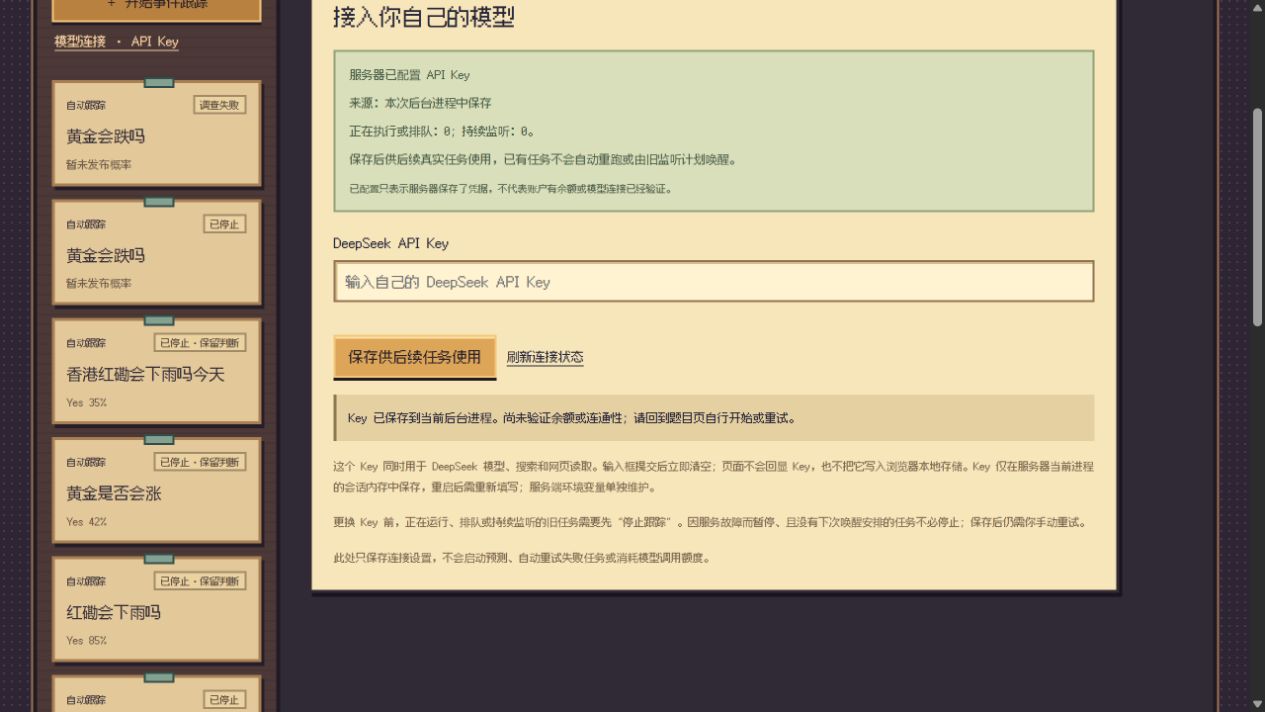 + 开始事件跟踪
模型连接 · API Key
自动跟踪 调查失败
黄金会跌吗
暂未发布概率
自动跟踪 已停止
黄金会跌吗
暂未发布概率
自动跟踪 已停止·保留判断
香港红磡会下雨吗今天
Yes 35%
自动跟踪 已停止·保留判断
黄金是否会涨
Yes 42%
自动跟踪 已停止·保留判断
红磡会下雨吗
Yes 85%
自动跟踪 已停止
接入你自己的模型
服务器已配置 API Key
来源：本次后台进程中保存
正在执行或排队：0；持续监听：0。
保存后供后续真实任务使用，已有任务不会自动重跑或由旧监听计划唤醒。
已配置只表示服务器保存了凭据，不代表账户有余额或模型连接已经验证。
DeepSeek API Key
输入自己的 DeepSeek API Key
保存供后续任务使用 刷新连接状态
Key 已保存到当前后台进程。尚未验证余额或连通性；请回到题目页自行开始或重试。
这个 Key 同时用于 DeepSeek 模型、搜索和网页读取。输入框提交后立即清空；页面不会回显 Key，也不把它写入浏览器本地存储。Key 仅在服务器当前进程
的会话内存中保存，重启后需重新填写；服务端环境变量单独维护。
更换 Key 前，正在运行、排队或持续监听的旧任务需要先“停止跟踪”。因服务故障而暂停、且没有下次唤醒安排的任务不必停止；保存后仍需你手动重试。
此处只保存连接设置，不会启动预测、自动重试失败任务或消耗模型调用额度。